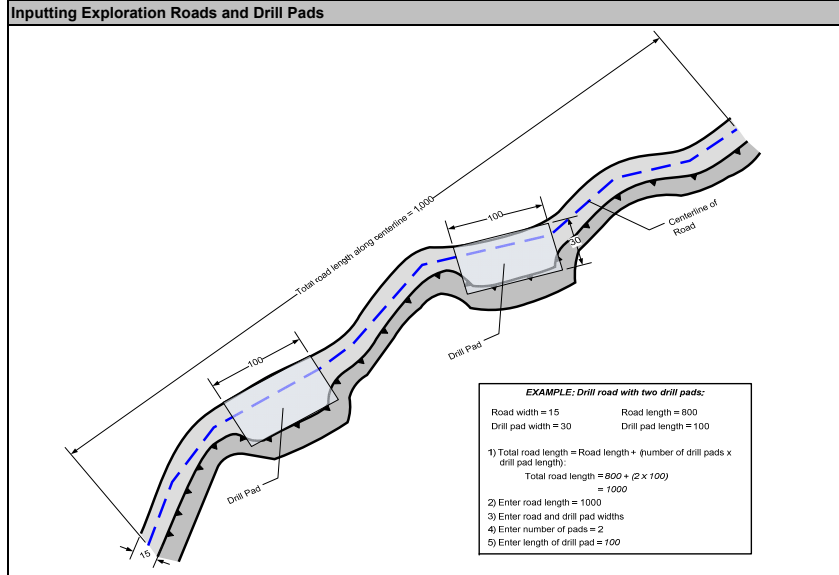 Inputting Exploration Roads and Drill Pads
Total road length along centerline = 1,000
100
30
Centerline of
Road
Drill Pad
100
Drill Pad
15
EXAMPLE: Drill road with two drill pads:
Road width = 15 Road length = 800
Drill pad width = 30 Drill pad length = 100
1) Total road length = Road length + (number of drill pads x
drill pad length):
Total road length = 800 + (2 x 100)
= 1000
2) Enter road length = 1000
3) Enter road and drill pad widths
4) Enter number of pads = 2
5) Enter length of drill pad = 100